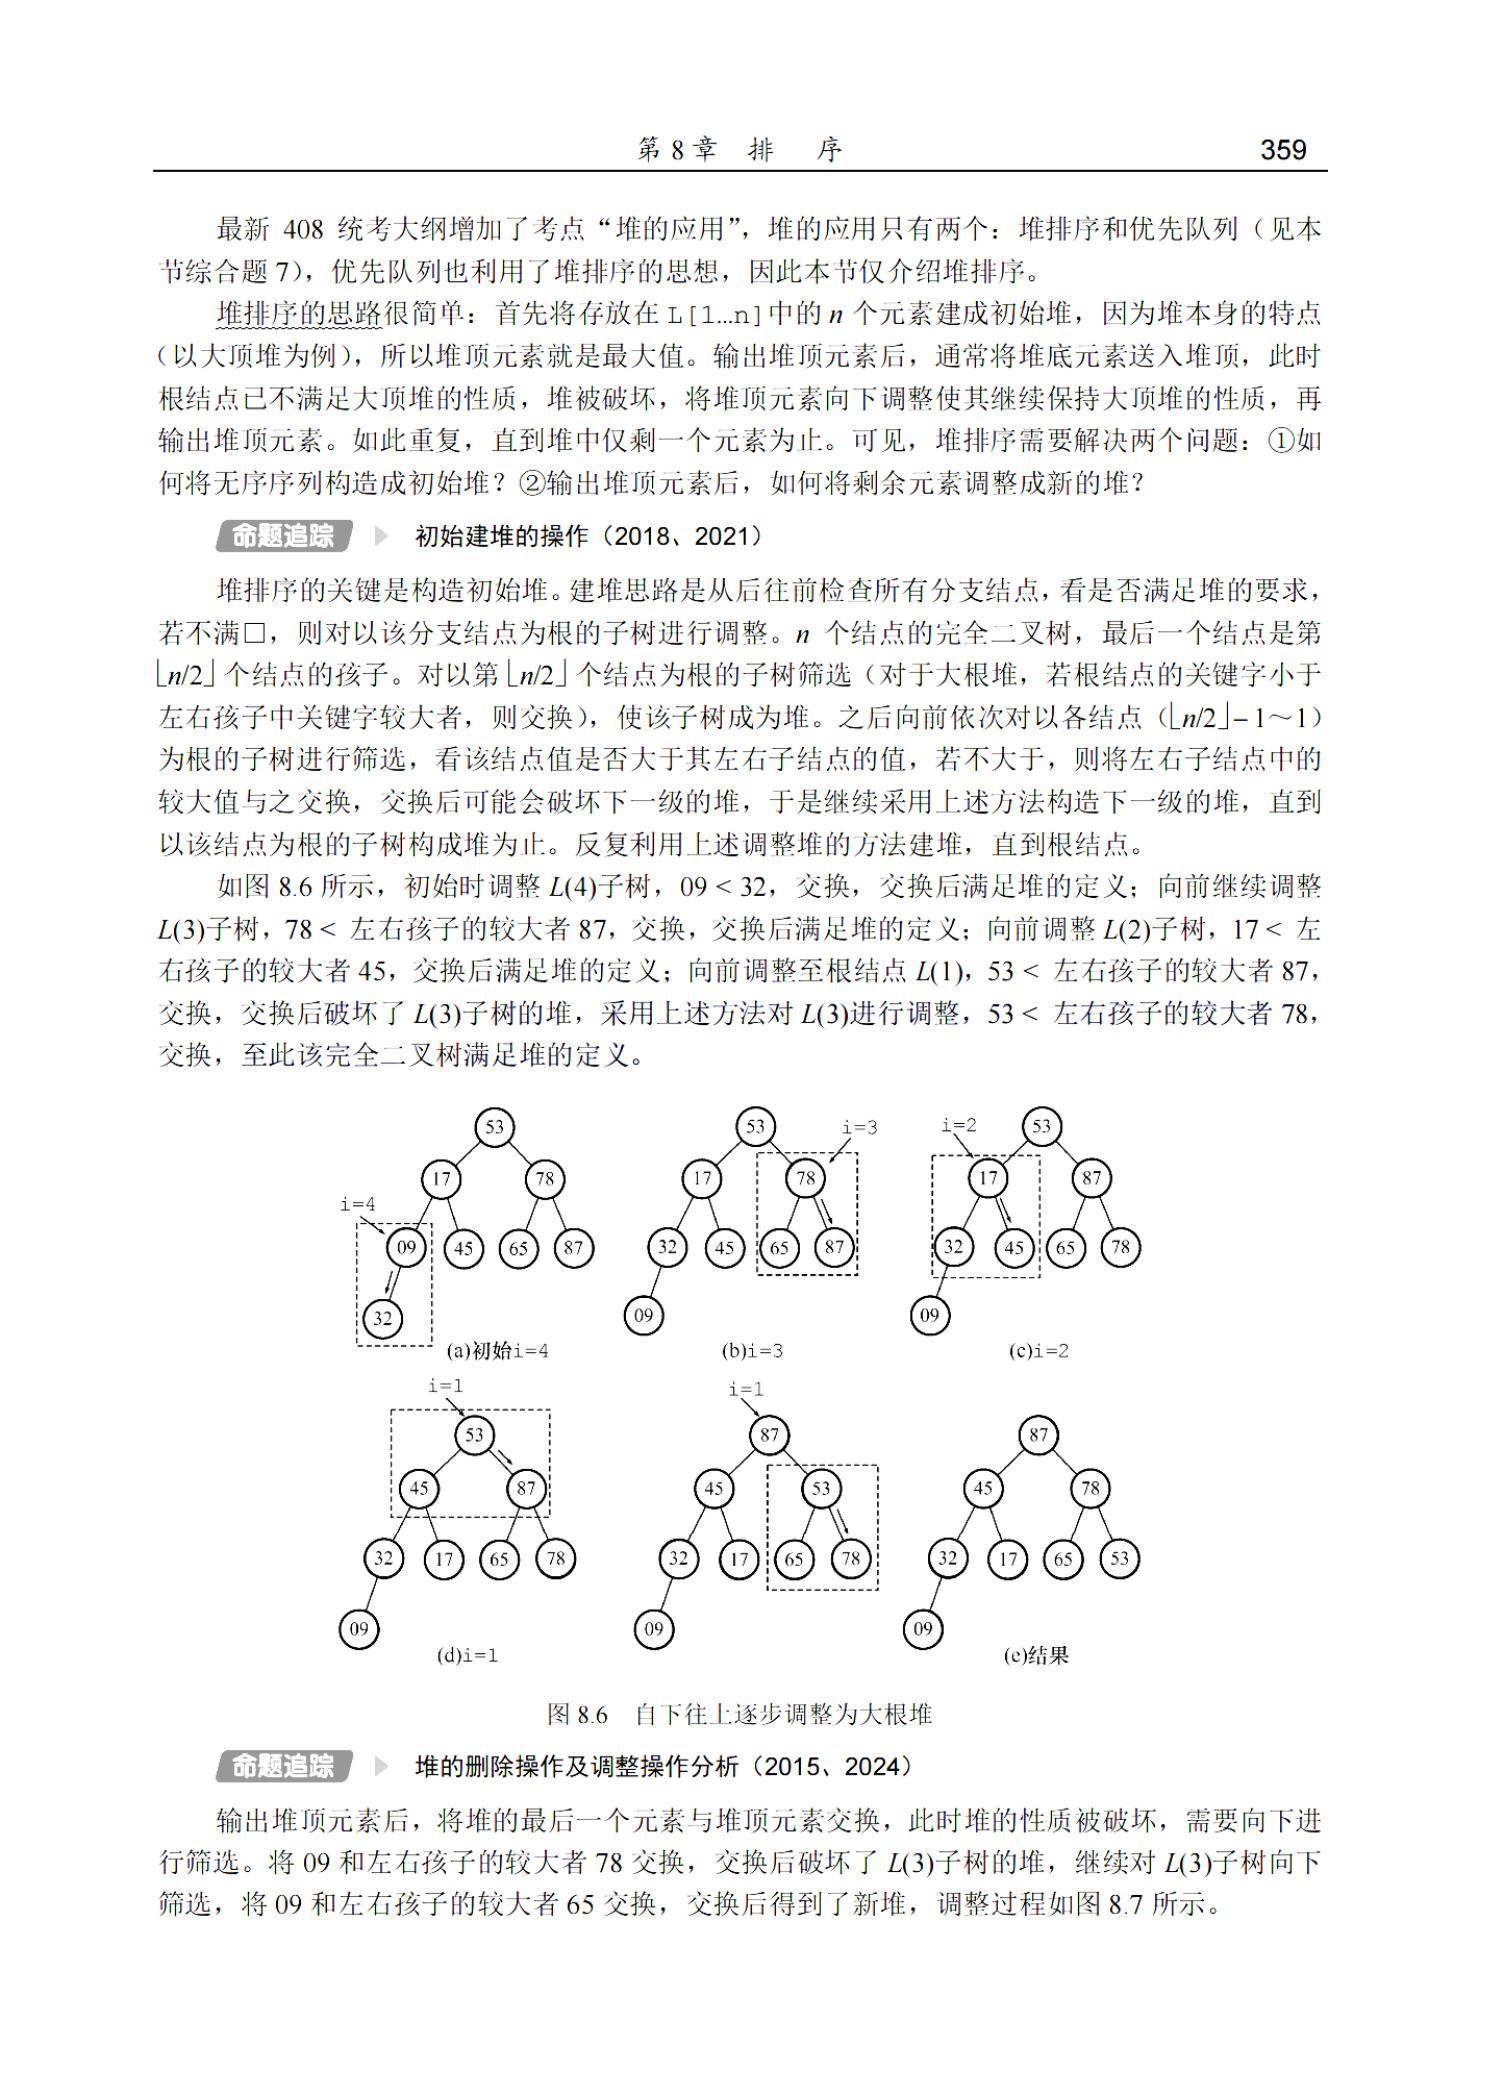 第 8 章 排 序 359
最新 408 统考大纲增加了考点“堆的应用”，堆的应用只有两个：堆排序和优先队列（见本
节综合题 7），优先队列也利用了堆排序的思想，因此本节仅介绍堆排序。
堆排序的思路很简单：首先将存放在 L[1…n]中的 n 个元素建成初始堆，因为堆本身的特点
（以大顶堆为例），所以堆顶元素就是最大值。输出堆顶元素后，通常将堆底元素送入堆顶，此时
根结点已不满足大顶堆的性质，堆被破坏，将堆顶元素向下调整使其继续保持大顶堆的性质，再
输出堆顶元素。如此重复，直到堆中仅剩一个元素为止。可见，堆排序需要解决两个问题：①如
何将无序序列构造成初始堆？②输出堆顶元素后，如何将剩余元素调整成新的堆？
命题追踪 初始建堆的操作（2018、2021）
堆排序的关键是构造初始堆。建堆思路是从后往前检查所有分支结点，看是否满足堆的要求，
若不满□，则对以该分支结点为根的子树进行调整。n 个结点的完全二叉树，最后一个结点是第
⌊n/2⌋ 个结点的孩子。对以第 ⌊n/2⌋ 个结点为根的子树筛选（对于大根堆，若根结点的关键字小于
左右孩子中关键字较大者，则交换），使该子树成为堆。之后向前依次对以各结点（⌊n/2⌋– 1～1）
为根的子树进行筛选，看该结点值是否大于其左右子结点的值，若不大于，则将左右子结点中的
较大值与之交换，交换后可能会破坏下一级的堆，于是继续采用上述方法构造下一级的堆，直到
以该结点为根的子树构成堆为止。反复利用上述调整堆的方法建堆，直到根结点。
如图 8.6 所示，初始时调整 L(4)子树，09 < 32，交换，交换后满足堆的定义；向前继续调整
L(3)子树，78 < 左右孩子的较大者 87，交换，交换后满足堆的定义；向前调整 L(2)子树，17 < 左
右孩子的较大者 45，交换后满足堆的定义；向前调整至根结点 L(1)，53 < 左右孩子的较大者 87，
交换，交换后破坏了 L(3)子树的堆，采用上述方法对 L(3)进行调整，53 < 左右孩子的较大者 78，
交换，至此该完全二叉树满足堆的定义。
53 53 i=3 i=2 53
17 78 17 78 17 87
i=4
09 45 65 87 32 45 65 87 32 45 65 78
32 09 09
(a)初始i=4 (b)i=3 (c)i=2
i=1 i=1
53 87 87
45 87 45 53 45 78
32 17 65 78 32 17 65 78 32 17 65 53
09 09 09
(d)i=1 (e)结果
图 8.6 自下往上逐步调整为大根堆
命题追踪 堆的删除操作及调整操作分析（2015、2024）
输出堆顶元素后，将堆的最后一个元素与堆顶元素交换，此时堆的性质被破坏，需要向下进
行筛选。将 09 和左右孩子的较大者 78 交换，交换后破坏了 L(3)子树的堆，继续对 L(3)子树向下
筛选，将 09 和左右孩子的较大者 65 交换，交换后得到了新堆，调整过程如图 8.7 所示。